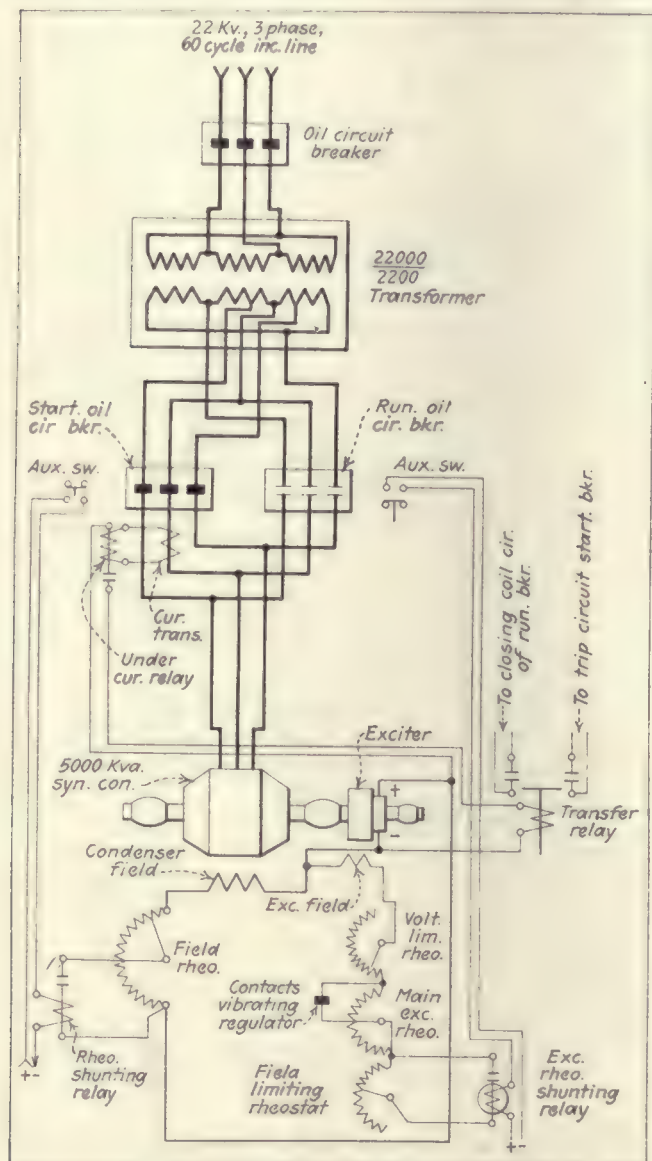 22 Kv., 3 phase,
60 cycle inc. line
Oil circuit
breaker
22000
2200
Transformer
Start. oil
cir bkr.
Run. oil
cir. bkr.
Aux. sw.
Aux. sw.
Cur.
trans.
Under
cur. relay
To closing coil cir.
of run. bkr.
To trip circuit start. bkr.
5000 Kva.
syn. con.
Exciter
+
-
Transfer
relay
Condenser
field
Exc. field
Volt.
lim.
rheo.
Field
rheo.
Contacts
vibrating
regulator
Main
exc.
rheo.
Rheo.
shunting
relay
+-
Field
limiting
rheostat
Exc.
rheo.
shunting
relay
+-